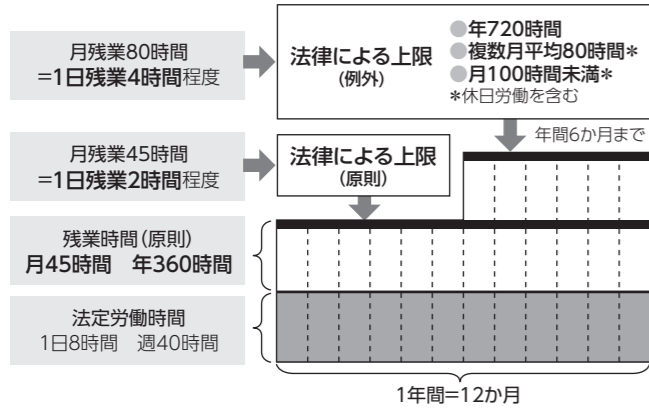 月残業80時間
=1日残業4時間程度
法律による上限
(例外)
●年720時間
●複数月平均80時間*
●月100時間未満*
*休日労働を含む
年間6か月まで
月残業45時間
=1日残業2時間程度
法律による上限
(原則)
残業時間(原則)
月45時間 年360時間
法定労働時間
1日8時間 週40時間
1年間=12か月